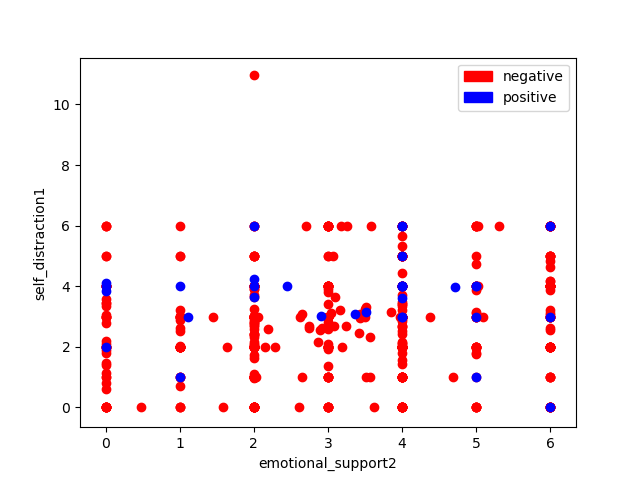 negative
positive
10
8
6
4
2
0
self_distraction1
0 1 2 3 4 5 6
emotional_support2